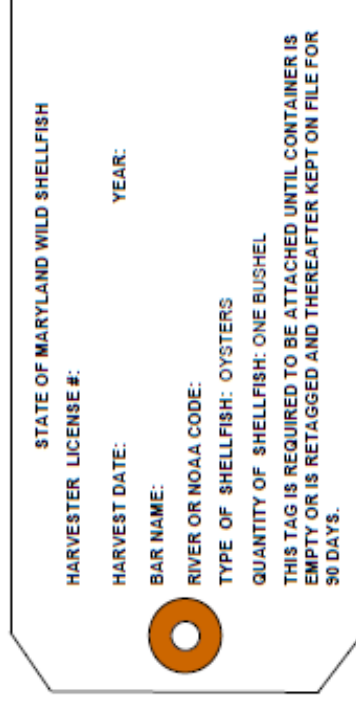 STATE OF MARYLAND WILD SHELLFISH
HARVESTER LICENSE #:
HARVEST DATE: YEAR:
BAR NAME:
RIVER OR NOAA CODE:
TYPE OF SHELLFISH: OYSTERS
QUANTITY OF SHELLFISH: ONE BUSHEL
THIS TAG IS REQUIRED TO BE ATTACHED UNTIL CONTAINER IS
EMPTY OR IS RETAGGED AND THEREAFTER KEPT ON FILE FOR
90 DAYS.